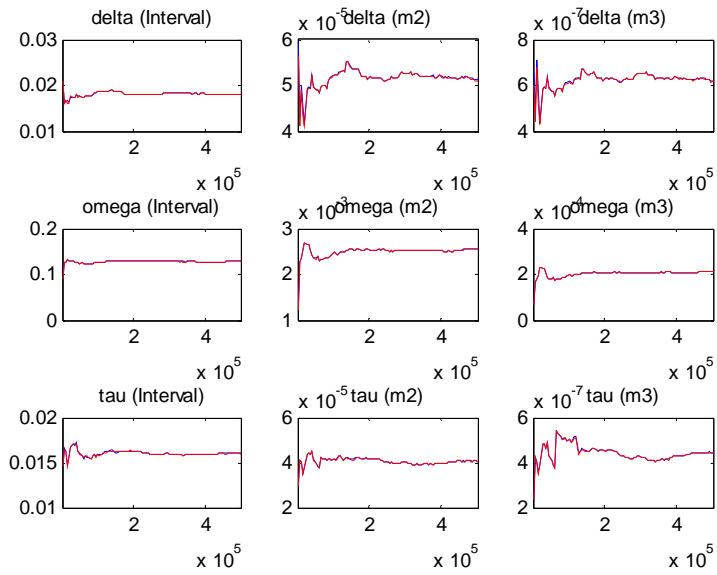 delta (Interval)
0.03
0.02
0.01
2
4
x 10^5
x 10^-5
delta (m2)
6
5
4
2
4
x 10^5
x 10^-7
delta (m3)
8
6
4
2
4
x 10^5
omega (Interval)
0.2
0.1
0
2
4
x 10^5
x 10^-3
omega (m2)
3
2
1
2
4
x 10^5
x 10^-4
omega (m3)
4
2
0
2
4
x 10^5
tau (Interval)
0.02
0.015
0.01
2
4
x 10^5
x 10^-5
tau (m2)
6
4
2
2
4
x 10^5
x 10^-7
tau (m3)
6
4
2
2
4
x 10^5